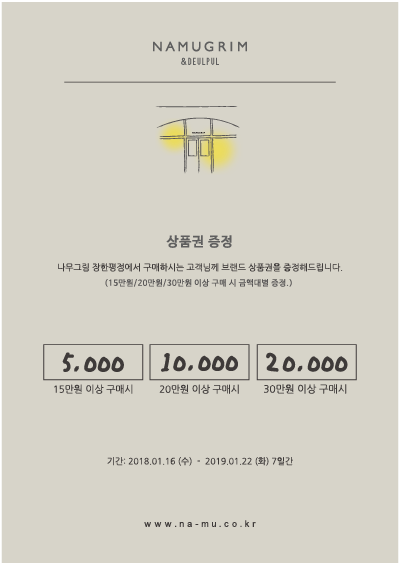 NAMUGRIM
&DEULPUL
상품권 증정
나무그림 장한평점에서 구매하시는 고객님께 브랜드 상품권을 증정해드립니다.
(15만원/20만원/30만원 이상 구매 시 금액대별 증정.)
5,000 10,000 20,000
15만원 이상 구매시 20만원 이상 구매시 30만원 이상 구매시
기간: 2018.01.16 (수) - 2019.01.22 (화) 7일간
www.na-mu.co.kr